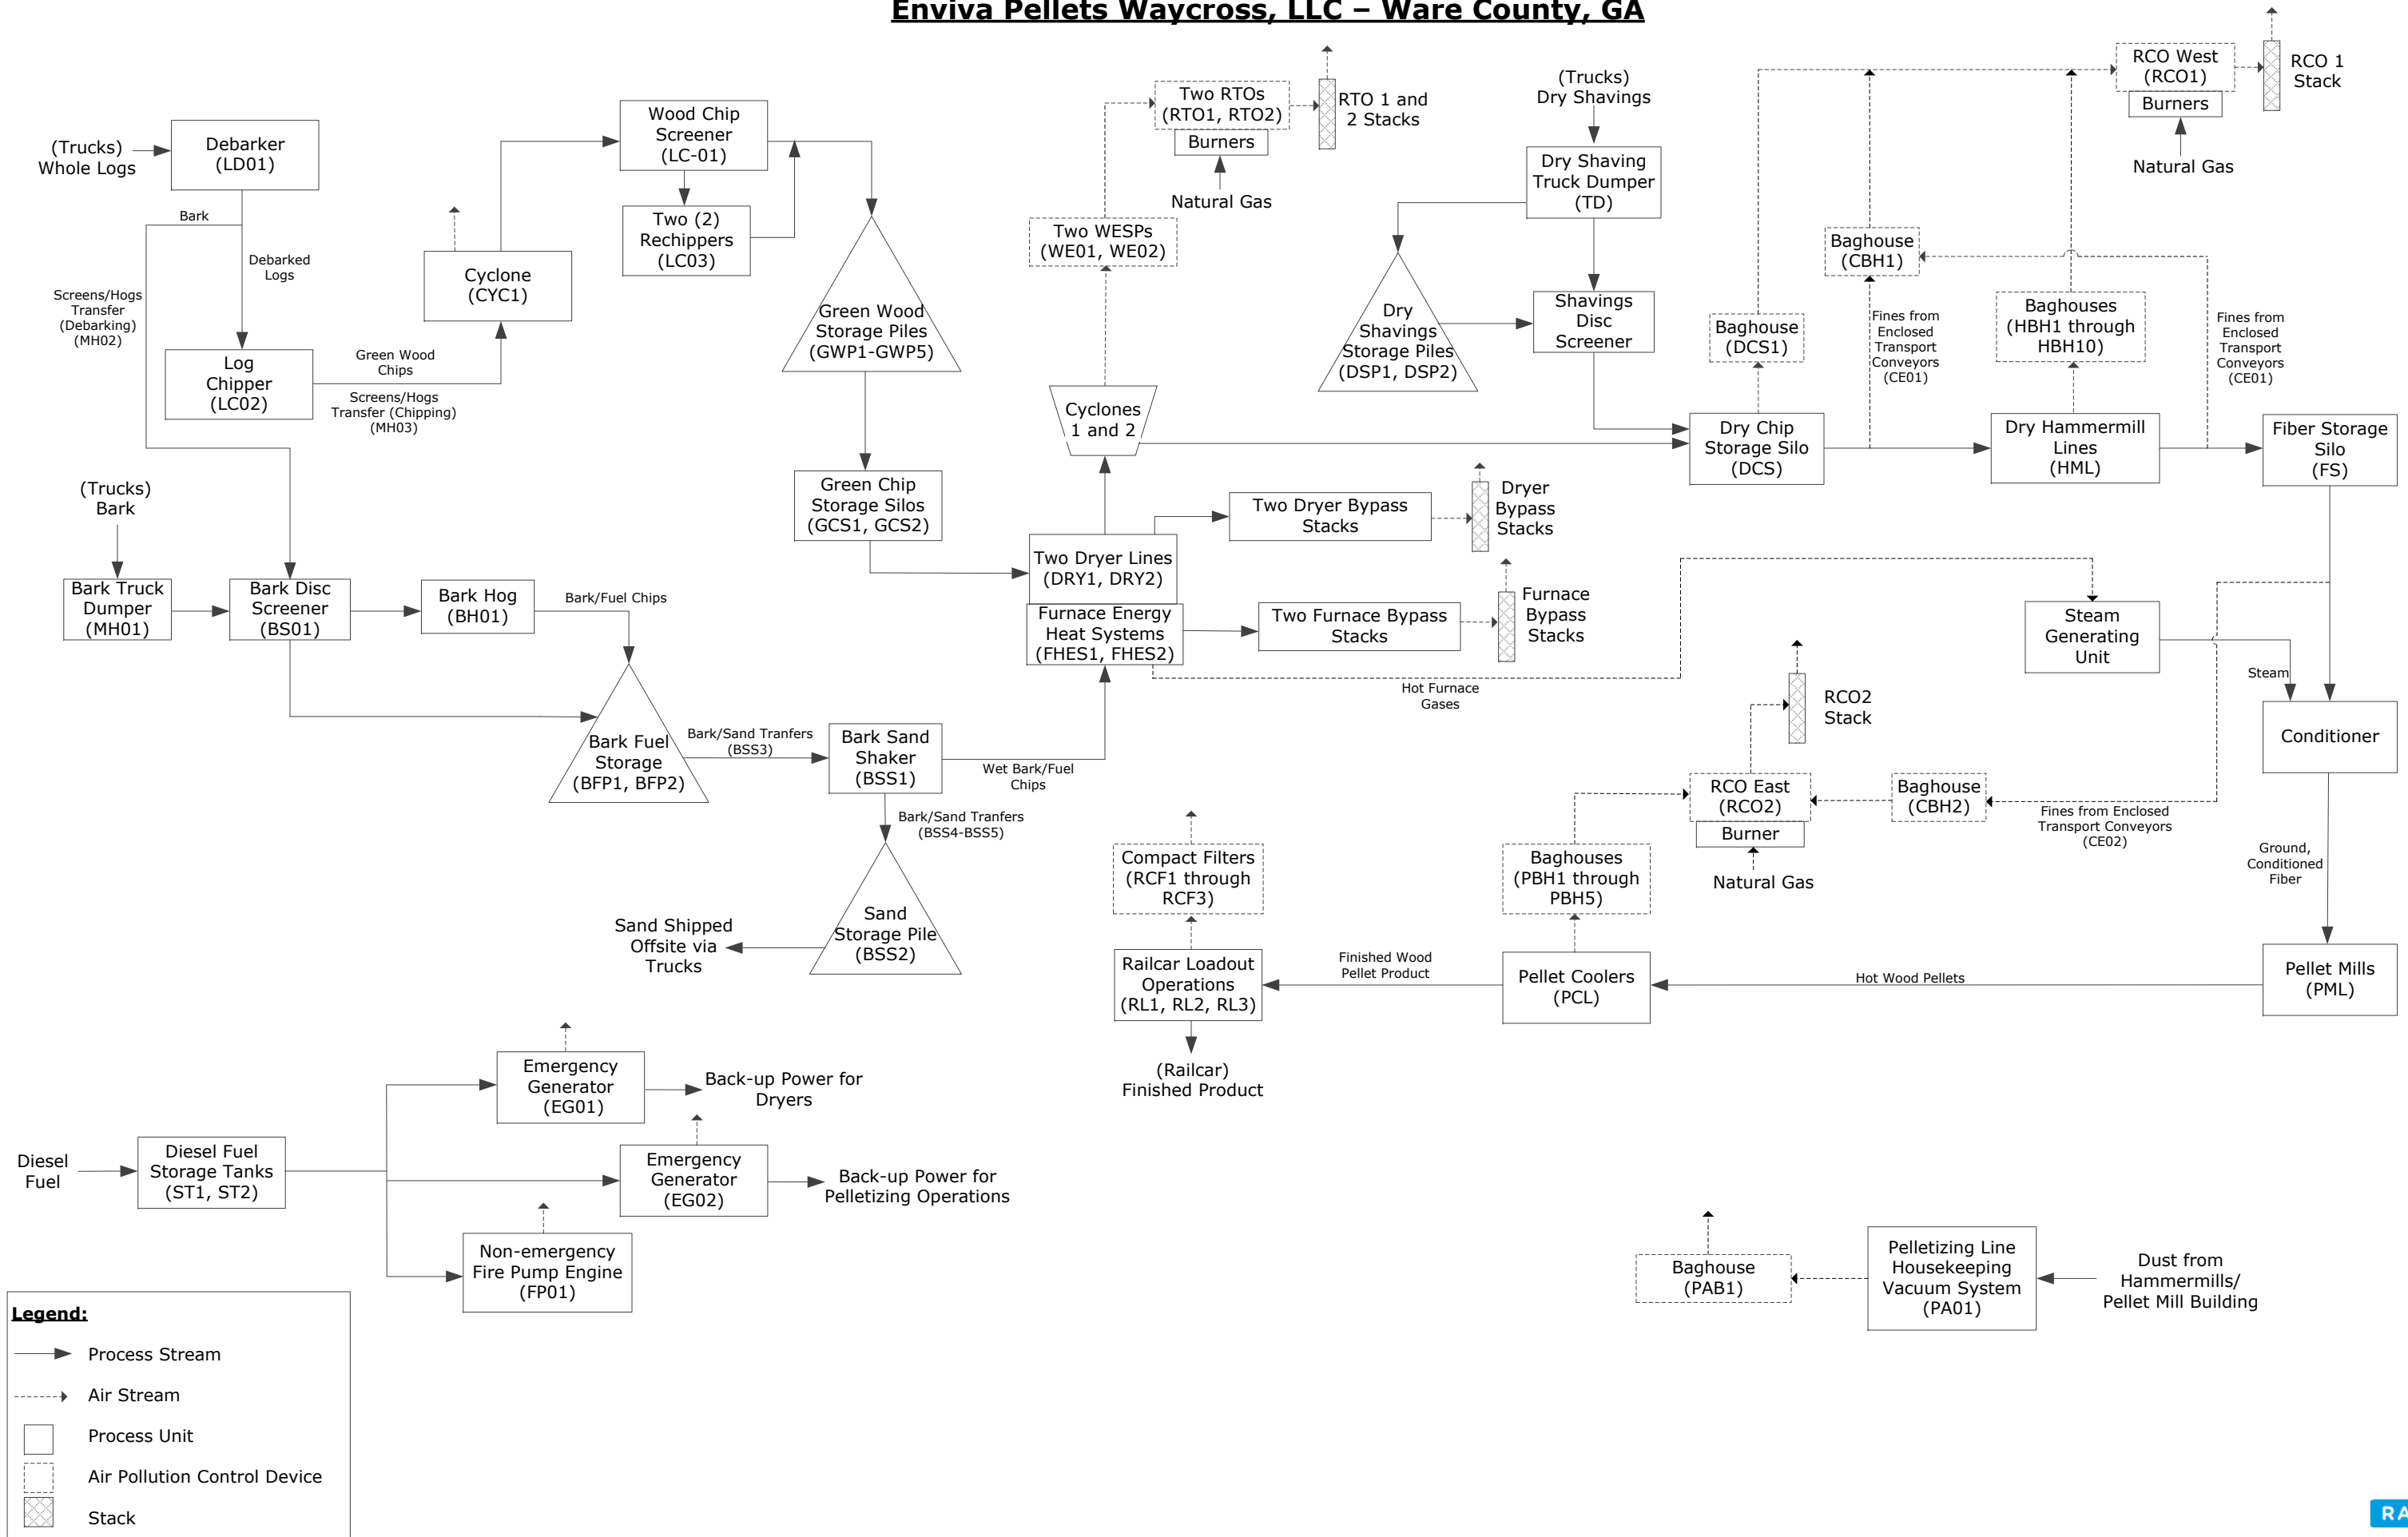 Enviva Pellets Waycross, LLC – Ware County, GA
(Trucks)
Whole Logs
Debarker
(LD01)
Bark
Debarked
Logs
Screens/Hogs
Transfer
(Debarking)
(MH02)
Log
Chipper
(LC02)
Green Wood
Chips
Screens/Hogs
Transfer (Chipping)
(MH03)
Cyclone
(CYC1)
Wood Chip
Screener
(LC-01)
Two (2)
Rechippers
(LC03)
Green Wood
Storage Piles
(GWP1-GWP5)
Green Chip
Storage Silos
(GCS1, GCS2)
(Trucks)
Bark
Bark Truck
Dumper
(MH01)
Bark Disc
Screener
(BS01)
Bark Hog
(BH01)
Bark/Fuel Chips
Bark Fuel
Storage
(BFP1, BFP2)
Bark/Sand Tranfers
(BSS3)
Bark Sand
Shaker
(BSS1)
Wet Bark/Fuel
Chips
Bark/Sand Tranfers
(BSS4-BSS5)
Sand
Storage Pile
(BSS2)
Sand Shipped
Offsite via
Trucks
Two RTOs
(RTO1, RTO2)
Burners
Natural Gas
RTO 1 and
2 Stacks
Two WESPs
(WE01, WE02)
Cyclones
1 and 2
Two Dryer Lines
(DRY1, DRY2)
Furnace Energy
Heat Systems
(FHES1, FHES2)
Two Dryer Bypass
Stacks
Dryer
Bypass
Stacks
Two Furnace Bypass
Stacks
Furnace
Bypass
Stacks
Hot Furnace
Gases
(Trucks)
Dry Shavings
Dry Shaving
Truck Dumper
(TD)
Dry
Shavings
Storage Piles
(DSP1, DSP2)
Shavings
Disc
Screener
Baghouse
(DCS1)
Dry Chip
Storage Silo
(DCS)
Baghouse
(CBH1)
Fines from
Enclosed
Transport
Conveyors
(CE01)
Baghouses
(HBH1 through
HBH10)
Dry Hammermill
Lines
(HML)
Fines from
Enclosed
Transport
Conveyors
(CE01)
RCO West
(RCO1)
Burners
Natural Gas
RCO 1
Stack
Fiber Storage
Silo
(FS)
Steam
Generating
Unit
Steam
Conditioner
RCO2
Stack
RCO East
(RCO2)
Burner
Natural Gas
Baghouse
(CBH2)
Fines from Enclosed
Transport Conveyors
(CE02)
Ground,
Conditioned
Fiber
Pellet Mills
(PML)
Hot Wood Pellets
Baghouses
(PBH1 through
PBH5)
Pellet Coolers
(PCL)
Finished Wood
Pellet Product
Compact Filters
(RCF1 through
RCF3)
Railcar Loadout
Operations
(RL1, RL2, RL3)
(Railcar)
Finished Product
Diesel
Fuel
Diesel Fuel
Storage Tanks
(ST1, ST2)
Emergency
Generator
(EG01)
Back-up Power for
Dryers
Emergency
Generator
(EG02)
Back-up Power for
Pelletizing Operations
Non-emergency
Fire Pump Engine
(FP01)
Baghouse
(PAB1)
Pelletizing Line
Housekeeping
Vacuum System
(PA01)
Dust from
Hammermills/
Pellet Mill Building
Legend:
Process Stream
Air Stream
Process Unit
Air Pollution Control Device
Stack
RA